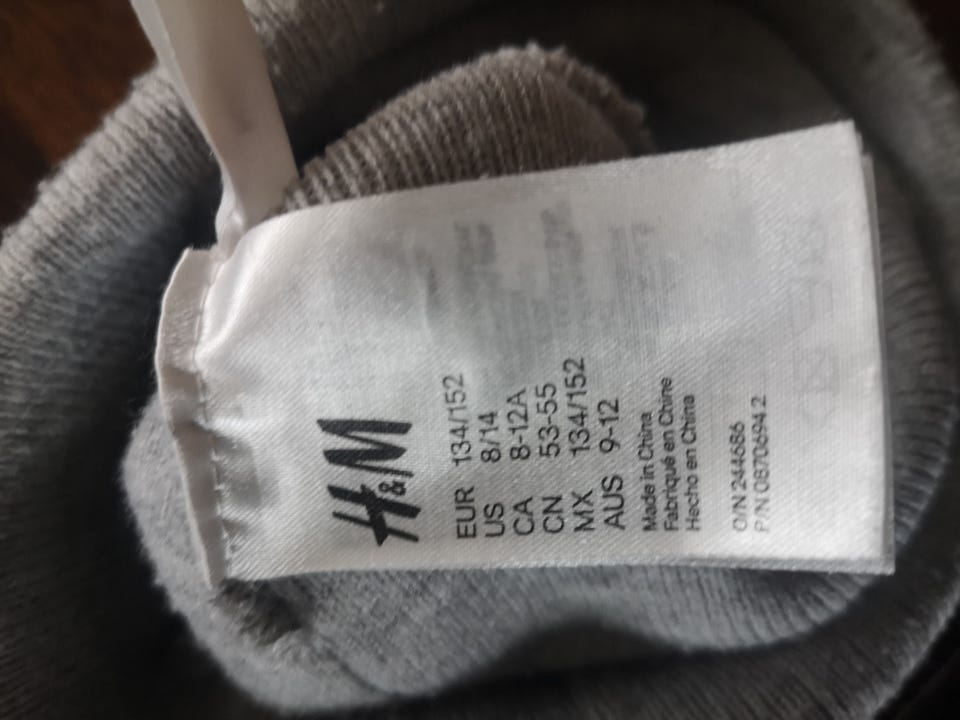 H&M
EUR 134/152
US 8/14
CA 8-12A
CN 53-55
MX 134/152
AUS 9-12
Made in China
Fabriqué en Chine
Hecho en China
O/N 244686
P/N 0870694 2